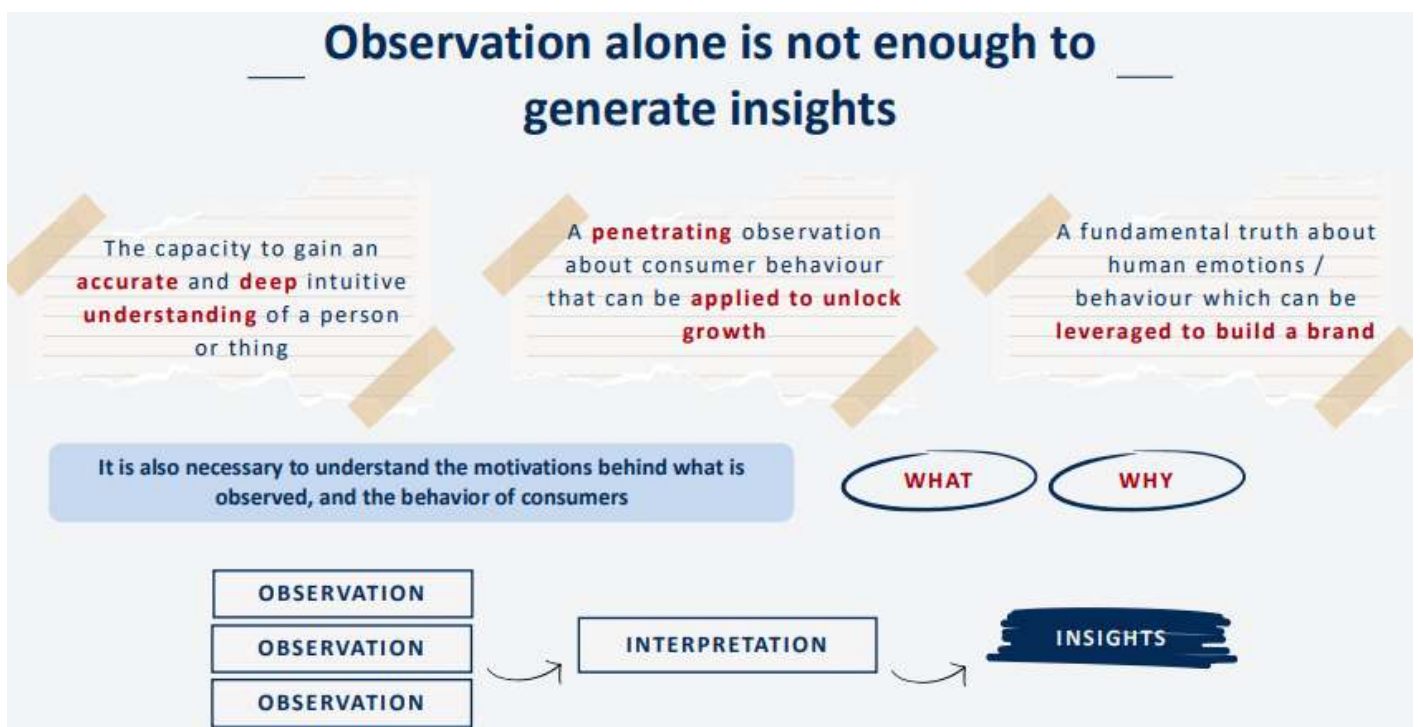 Observation alone is not enough to
generate insights
The capacity to gain an
accurate and deep intuitive
understanding of a person
or thing
A penetrating observation
about consumer behaviour
that can be applied to unlock
growth
A fundamental truth about
human emotions /
behaviour which can be
leveraged to build a brand
It is also necessary to understand the motivations behind what is
observed, and the behavior of consumers
WHAT
WHY
OBSERVATION
OBSERVATION
OBSERVATION
INTERPRETATION
INSIGHTS